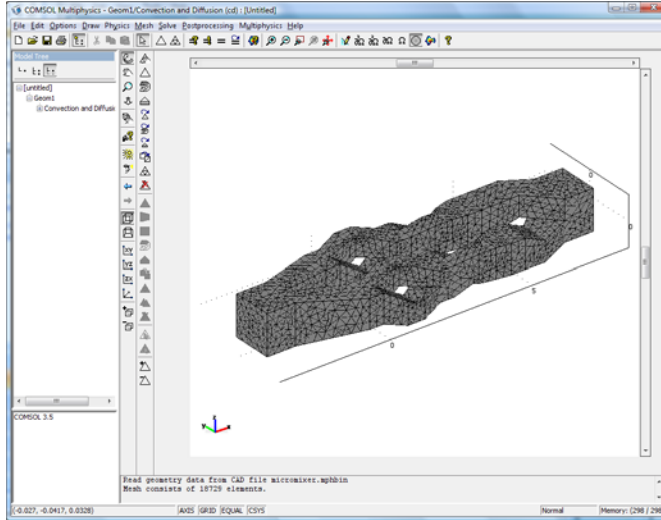 COMSOL Multiphysics - Geom1/Convection and Diffusion (cd) : [Untitled]
File Edit Options Draw Physics Mesh Solve Postprocessing Multiphysics Help
Model Tree
[untitled]
Geom1
Convection and Diffusi
COMSOL 3.5
0
0
5
0
z
y
x
Read geometry data from CAD file micromixer.mphbin
Mesh consists of 18729 elements.
(-0.027, -0.0417, 0.0328)
AXIS GRID EQUAL CSYS
Normal
Memory: (298 / 298